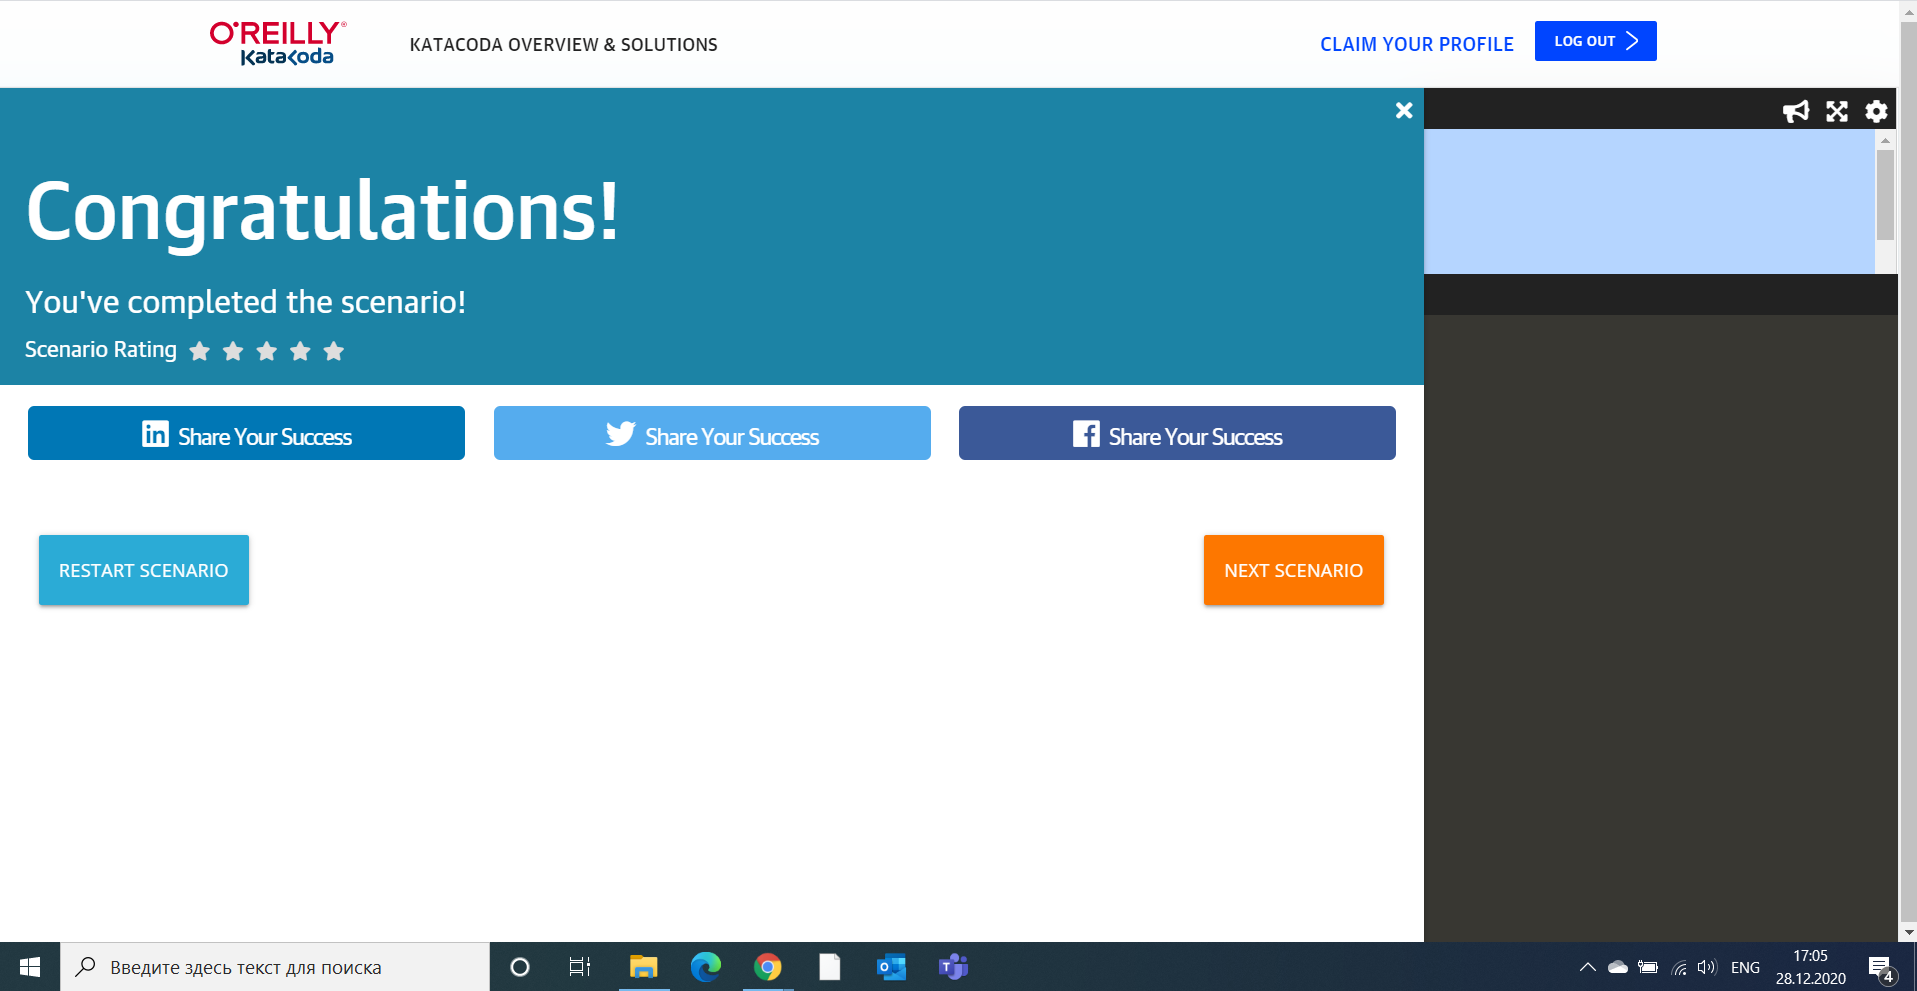 O'REILLY®
Katacoda
KATACODA OVERVIEW & SOLUTIONS
CLAIM YOUR PROFILE
LOG OUT
Congratulations!
You've completed the scenario!
Scenario Rating
Share Your Success
Share Your Success
Share Your Success
RESTART SCENARIO
NEXT SCENARIO
Введите здесь текст для поиска
ENG
17:05
28.12.2020
4